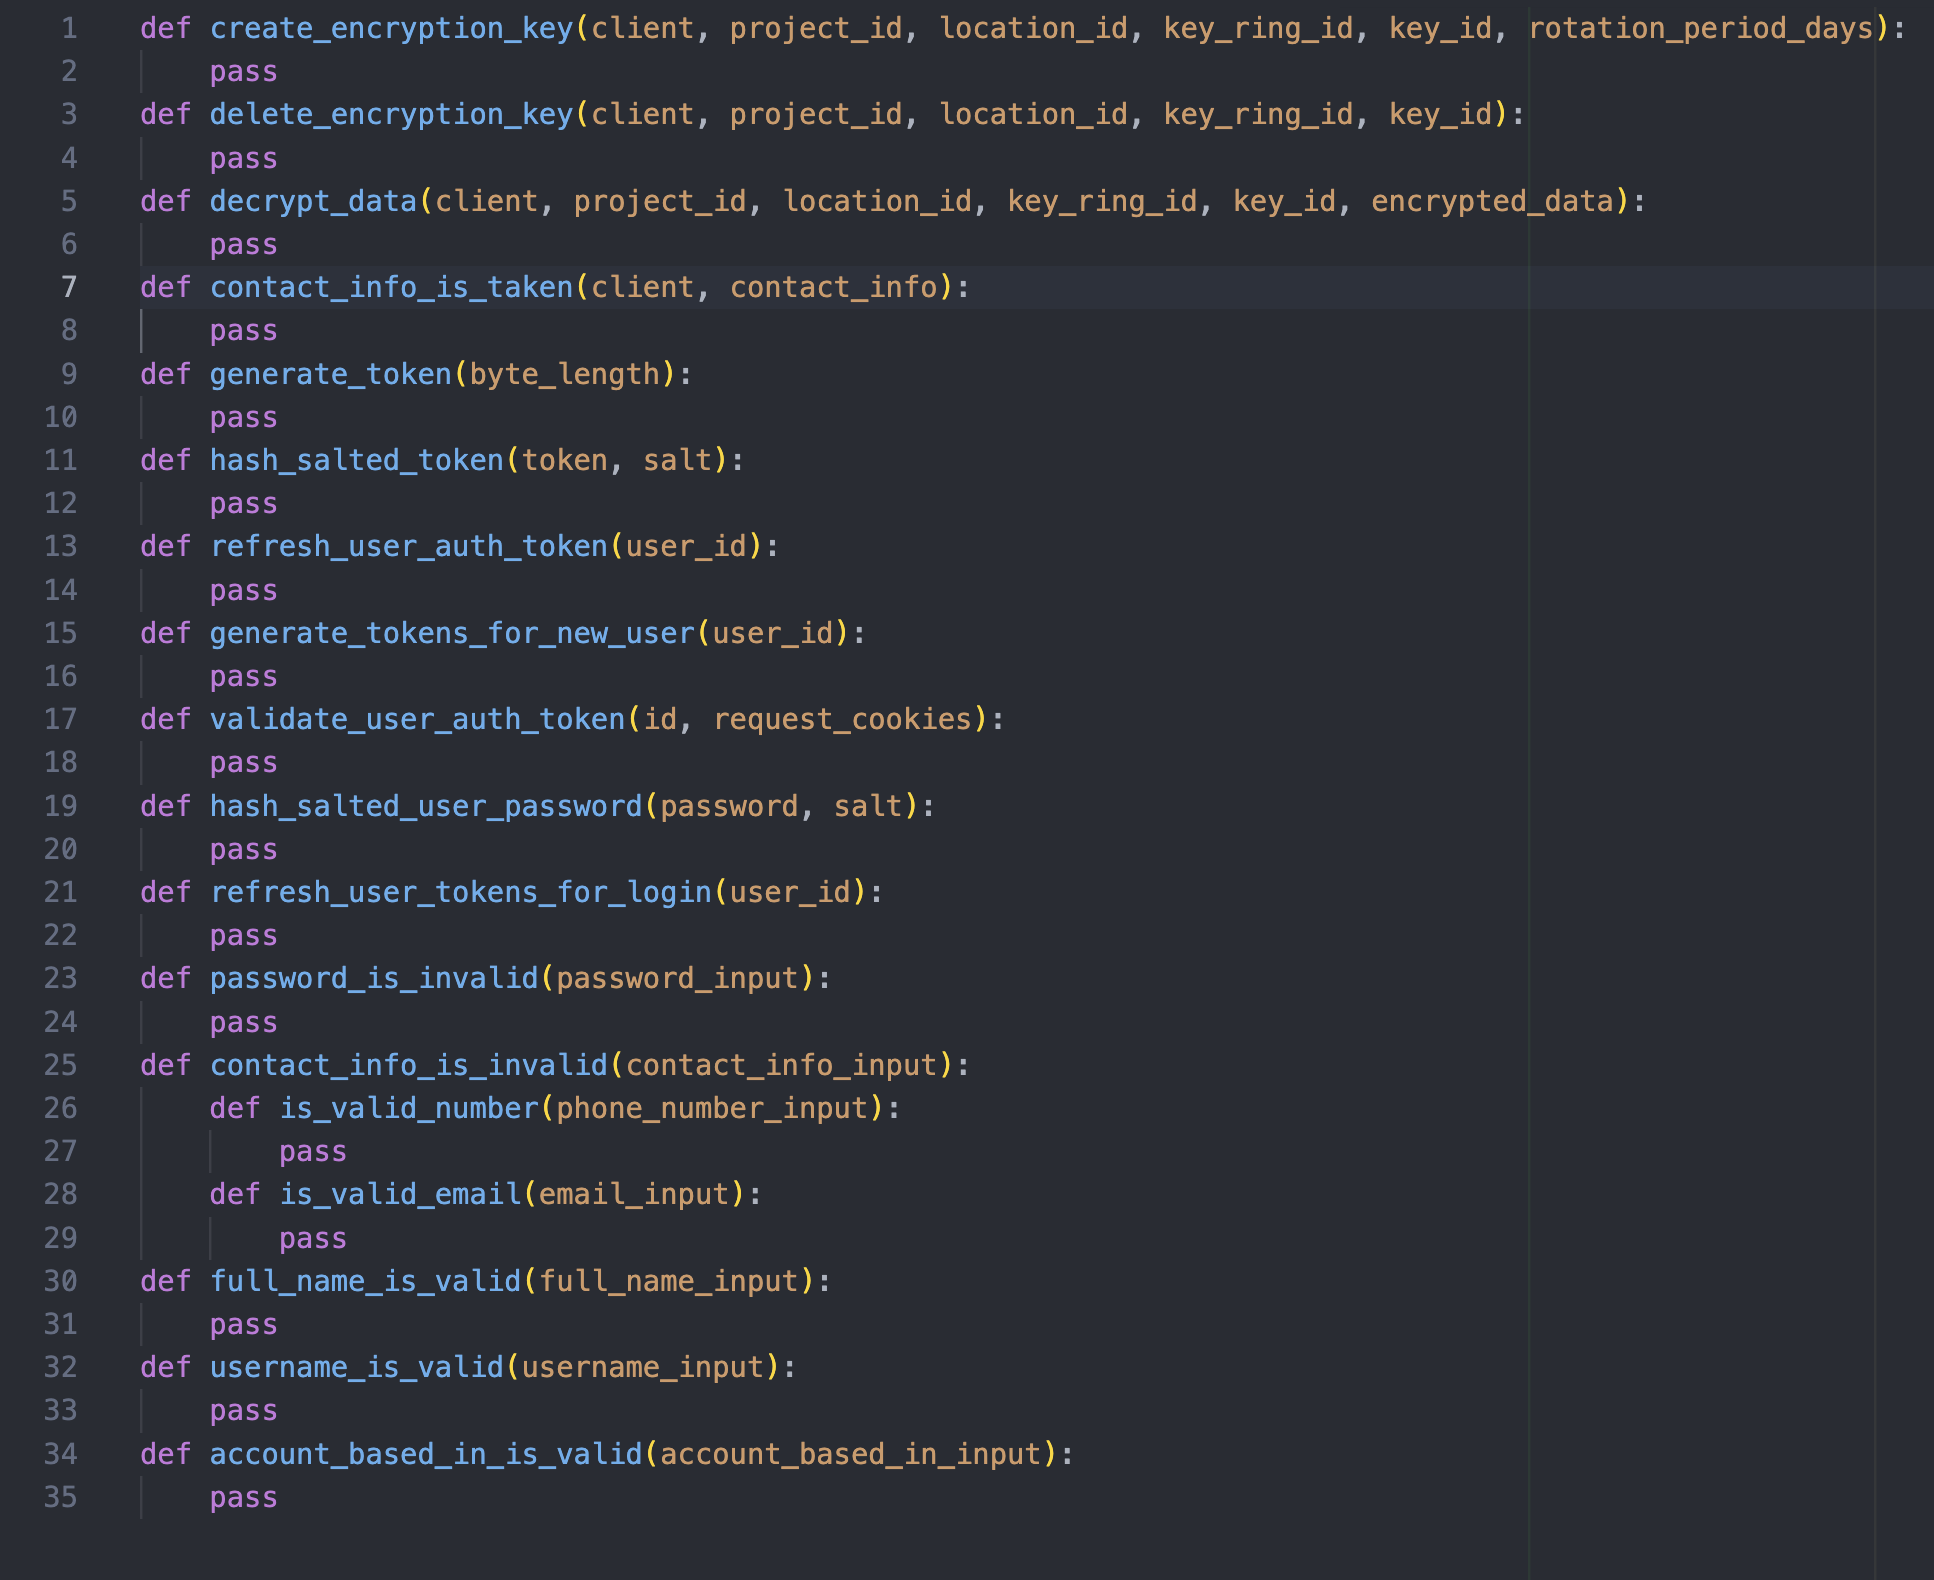 1 def create_encryption_key(client, project_id, location_id, key_ring_id, key_id, rotation_period_days):
2     pass
3 def delete_encryption_key(client, project_id, location_id, key_ring_id, key_id):
4     pass
5 def decrypt_data(client, project_id, location_id, key_ring_id, key_id, encrypted_data):
6     pass
7 def contact_info_is_taken(client, contact_info):
8     pass
9 def generate_token(byte_length):
10     pass
11 def hash_salted_token(token, salt):
12     pass
13 def refresh_user_auth_token(user_id):
14     pass
15 def generate_tokens_for_new_user(user_id):
16     pass
17 def validate_user_auth_token(id, request_cookies):
18     pass
19 def hash_salted_user_password(password, salt):
20     pass
21 def refresh_user_tokens_for_login(user_id):
22     pass
23 def password_is_invalid(password_input):
24     pass
25 def contact_info_is_invalid(contact_info_input):
26     def is_valid_number(phone_number_input):
27         pass
28     def is_valid_email(email_input):
29         pass
30 def full_name_is_valid(full_name_input):
31     pass
32 def username_is_valid(username_input):
33     pass
34 def account_based_in_is_valid(account_based_in_input):
35     pass